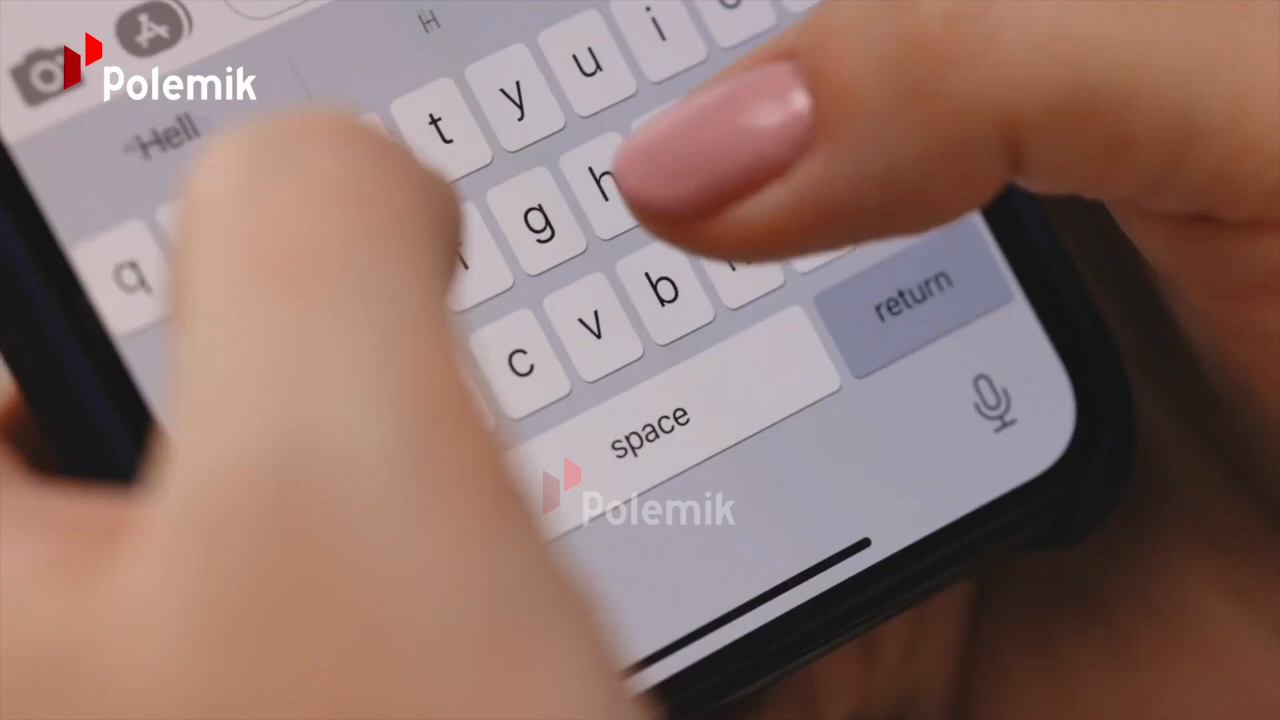 Polemik
H
Hell
t y u i
q g h
c v b
space
return
Polemik